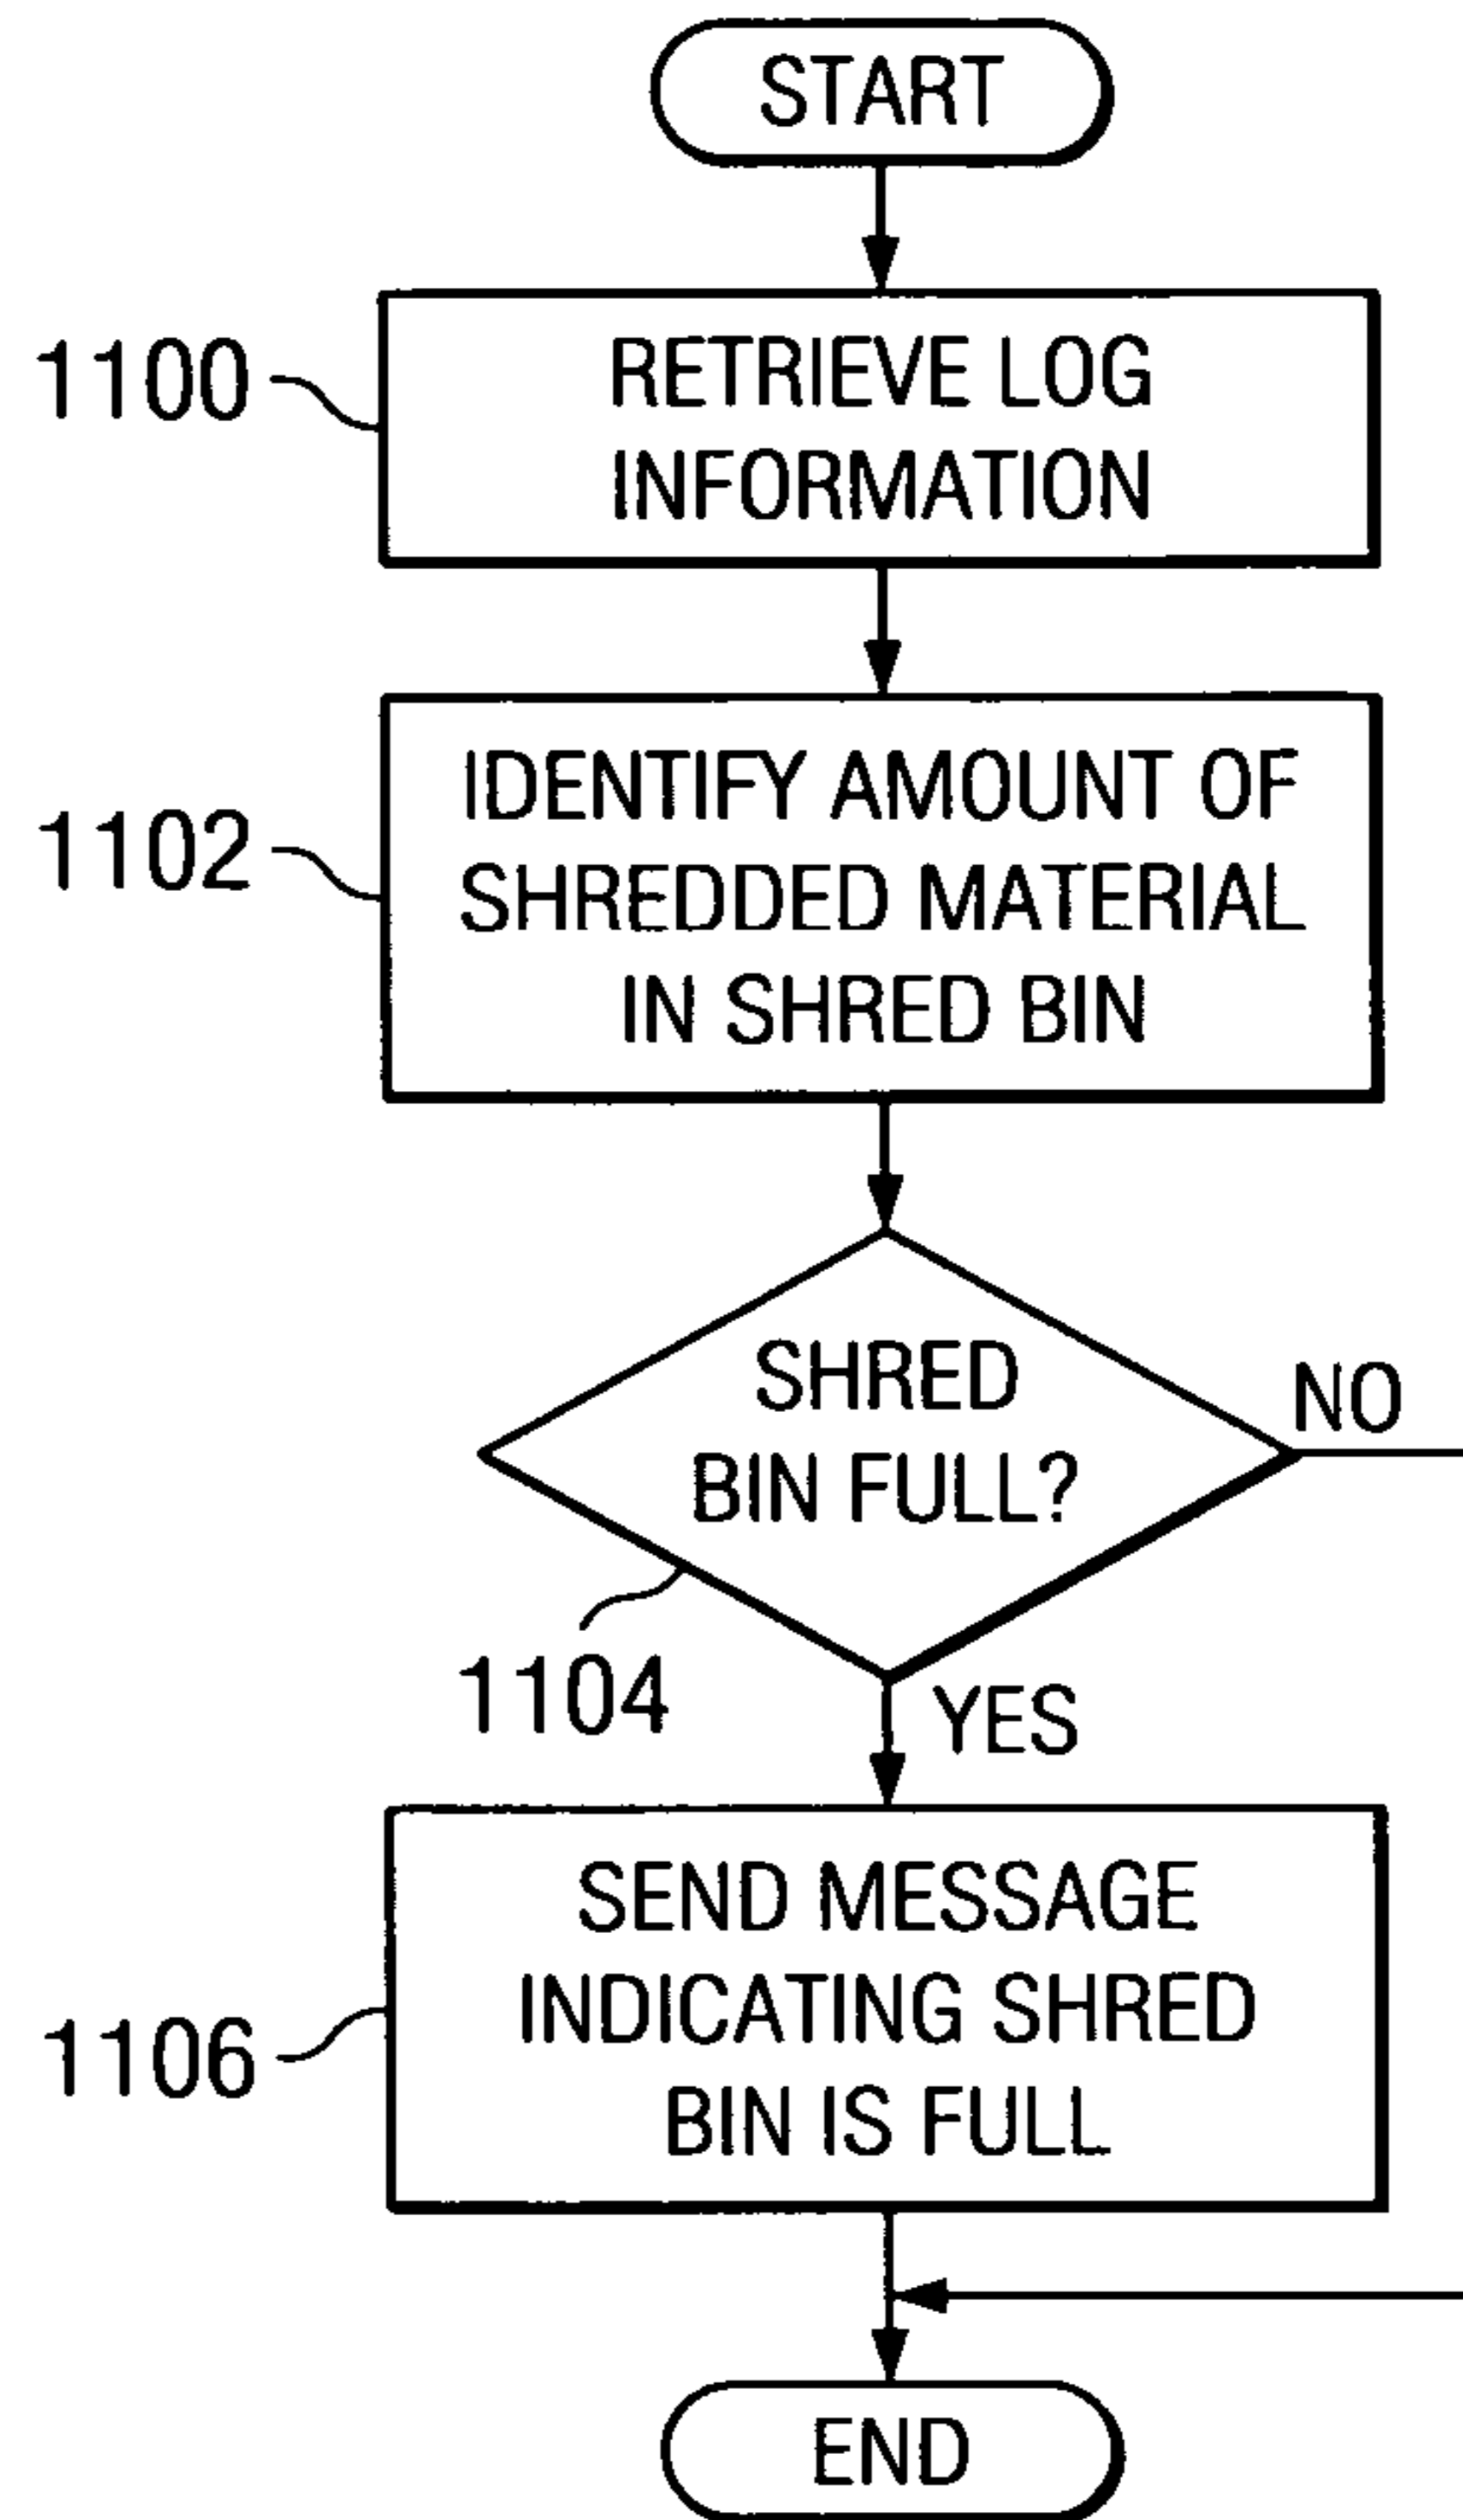 START
1100
RETRIEVE LOG
INFORMATION
1102
IDENTIFY AMOUNT OF
SHREDDED MATERIAL
IN SHRED BIN
SHRED
BIN FULL?
NO
1104
YES
1106
SEND MESSAGE
INDICATING SHRED
BIN IS FULL
END